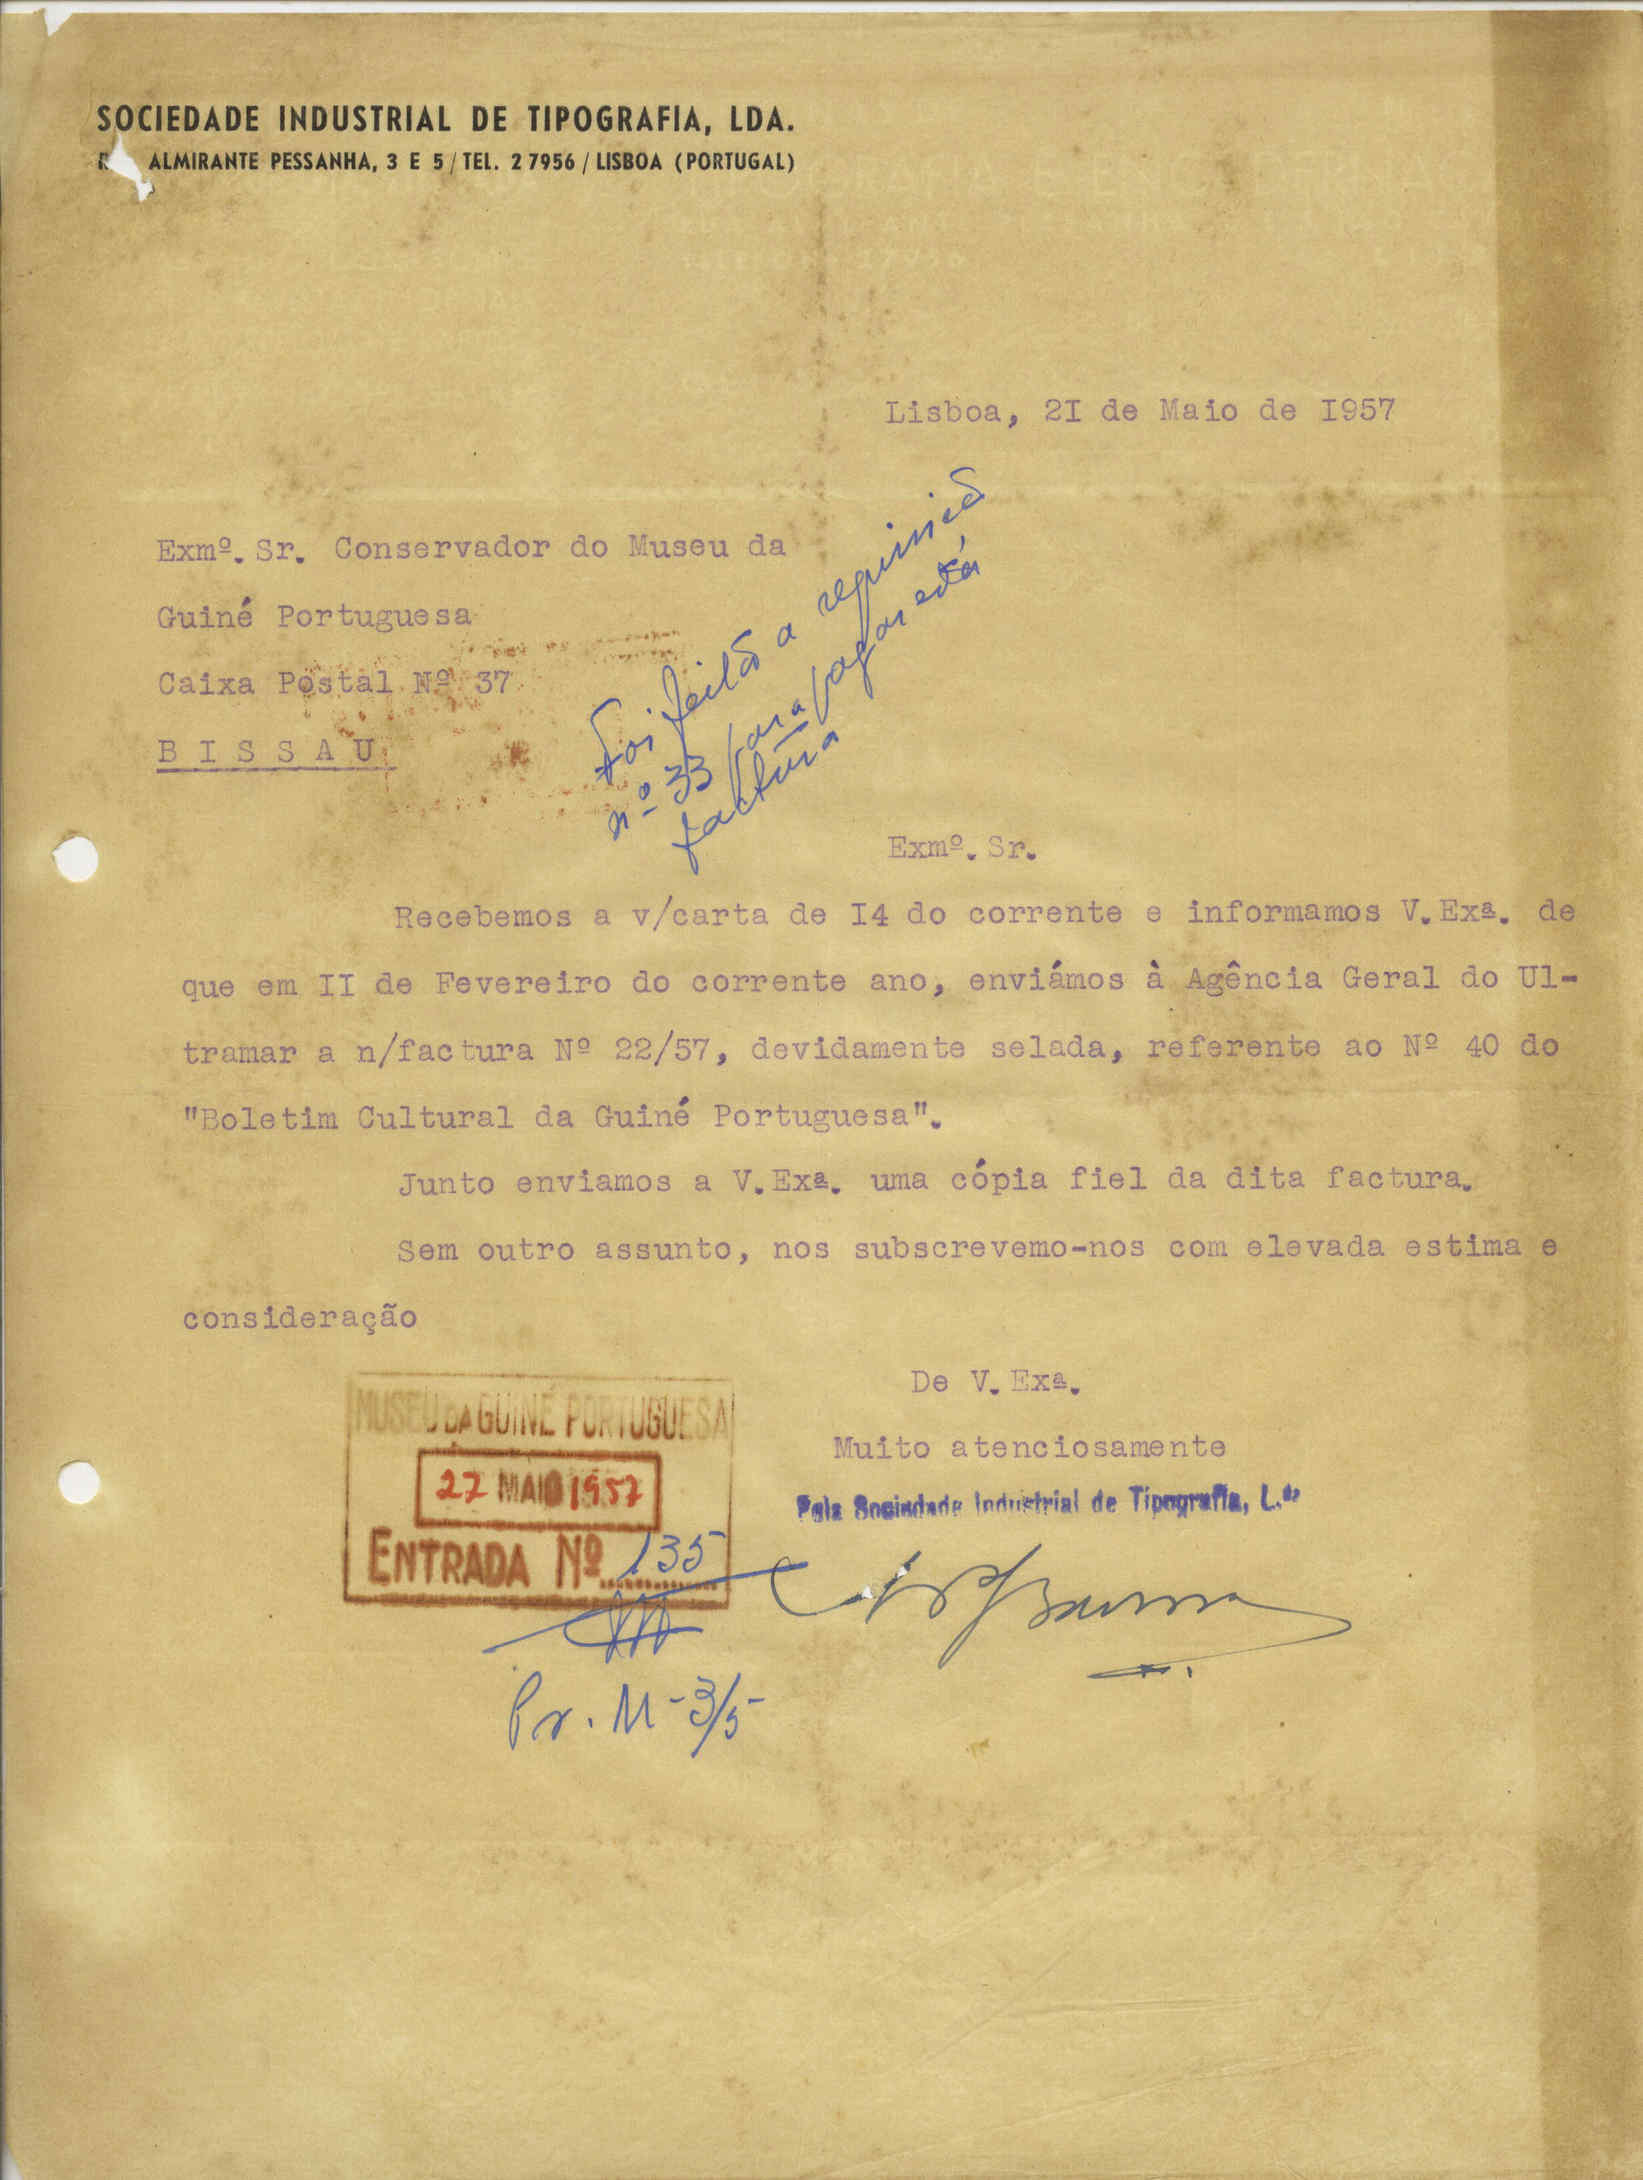 SOCIEDADE INDUSTRIAL DE TIPOGRAFIA, LDA.
ALMIRANTE PESSANHA, 3 E 5 / TEL. 2 7956 / LISBOA (PORTUGAL)
Lisboa, 2I de Maio de I957
Exmº. Sr. Conservador do Museu da
Guiné Portuguesa
Caixa Postal Nº 37
B I S S A U
Foi feita a requisição
nº 33 para pagar esta
factura
Exmº. Sr.
Recebemos a v/carta de I4 do corrente e informamos V.Exª. de
que em II de Fevereiro do corrente ano, enviámos à Agência Geral do Ul-
tramar a n/factura Nº 22/57, devidamente selada, referente ao Nº 40 do
"Boletim Cultural da Guiné Portuguesa".
Junto enviamos a V.Exª. uma cópia fiel da dita factura.
Sem outro assunto, nos subscrevemo-nos com elevada estima e
consideração
De V. Exª.
Muito atenciosamente
Pela Sociedade Industrial de Tipografia, L.da
MUSEU DA GUINÉ PORTUGUESA
27 MAIO 1957
ENTRADA Nº 135
Pr. M-3/5